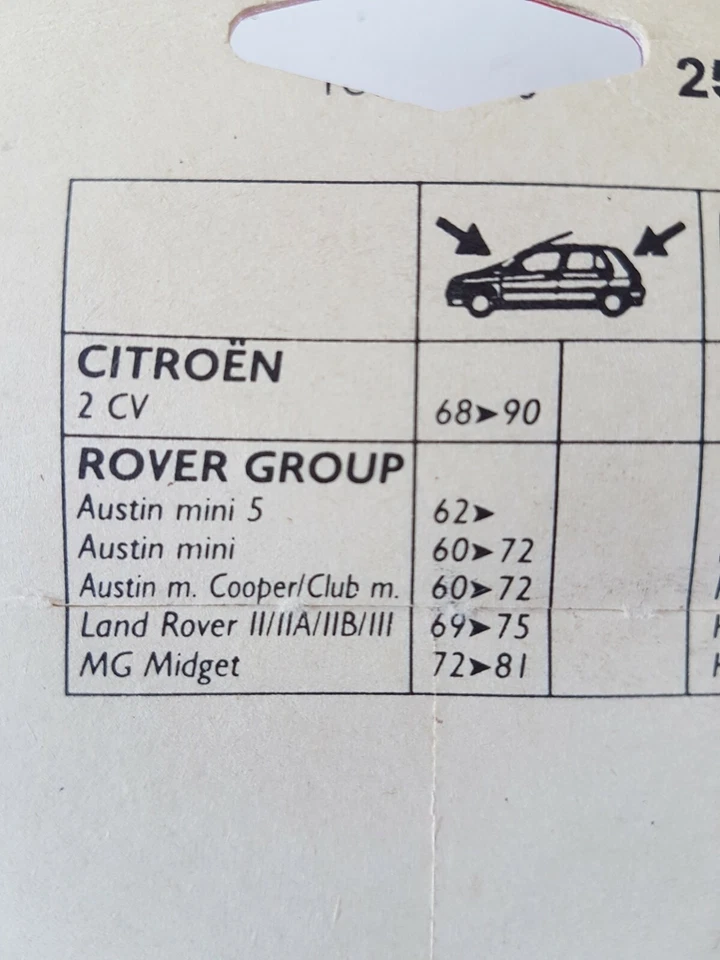 25
CITROËN
2 CV 68➤90
ROVER GROUP
Austin mini 5 62➤
Austin mini 60➤72
Austin m. Cooper/Club m. 60➤72
Land Rover II/IIA/IIB/III 69➤75
MG Midget 72➤81